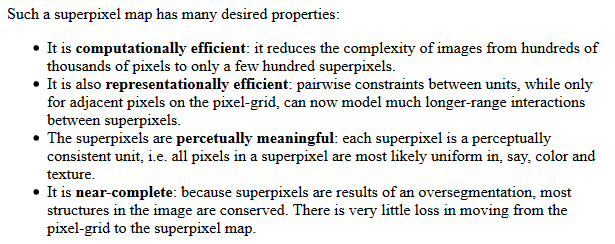 Such a superpixel map has many desired properties:
• It is computationally efficient: it reduces the complexity of images from hundreds of
thousands of pixels to only a few hundred superpixels.
• It is also representationally efficient: pairwise constraints between units, while only
for adjacent pixels on the pixel-grid, can now model much longer-range interactions
between superpixels.
• The superpixels are percetually meaningful: each superpixel is a perceptually
consistent unit, i.e. all pixels in a superpixel are most likely uniform in, say, color and
texture.
• It is near-complete: because superpixels are results of an oversegmentation, most
structures in the image are conserved. There is very little loss in moving from the
pixel-grid to the superpixel map.